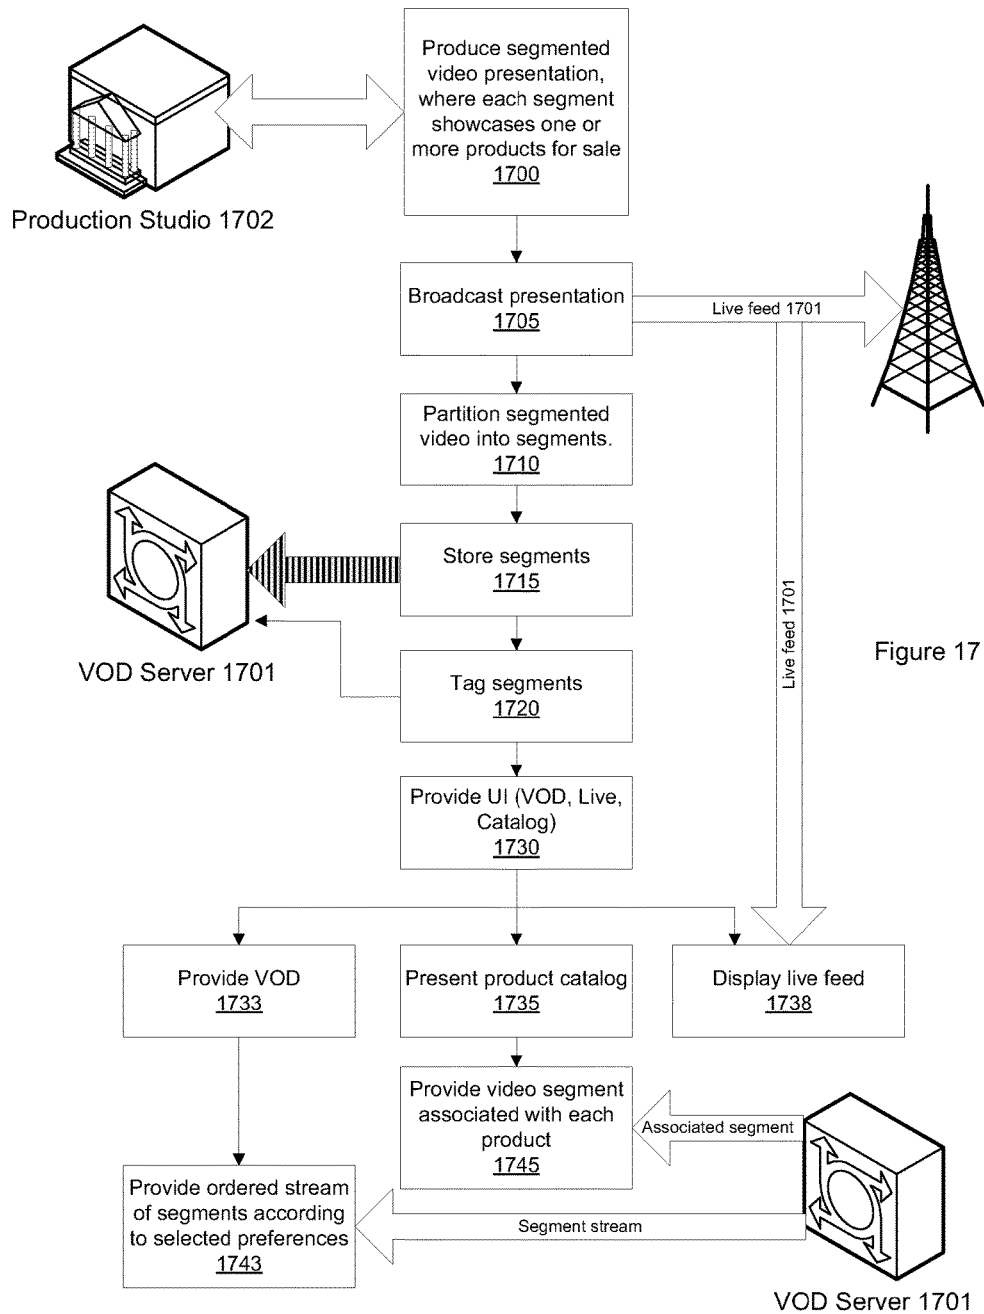 Produce segmented
video presentation,
where each segment
showcases one or
more products for sale
1700
Production Studio 1702
Broadcast presentation
1705
Live feed 1701
Partition segmented
video into segments.
1710
Store segments
1715
VOD Server 1701
Live feed 1701
Figure 17
Tag segments
1720
Provide UI (VOD, Live,
Catalog)
1730
Provide VOD
1733
Present product catalog
1735
Display live feed
1738
Provide video segment
associated with each
product
1745
Associated segment
Provide ordered stream
of segments according
to selected preferences
1743
Segment stream
VOD Server 1701